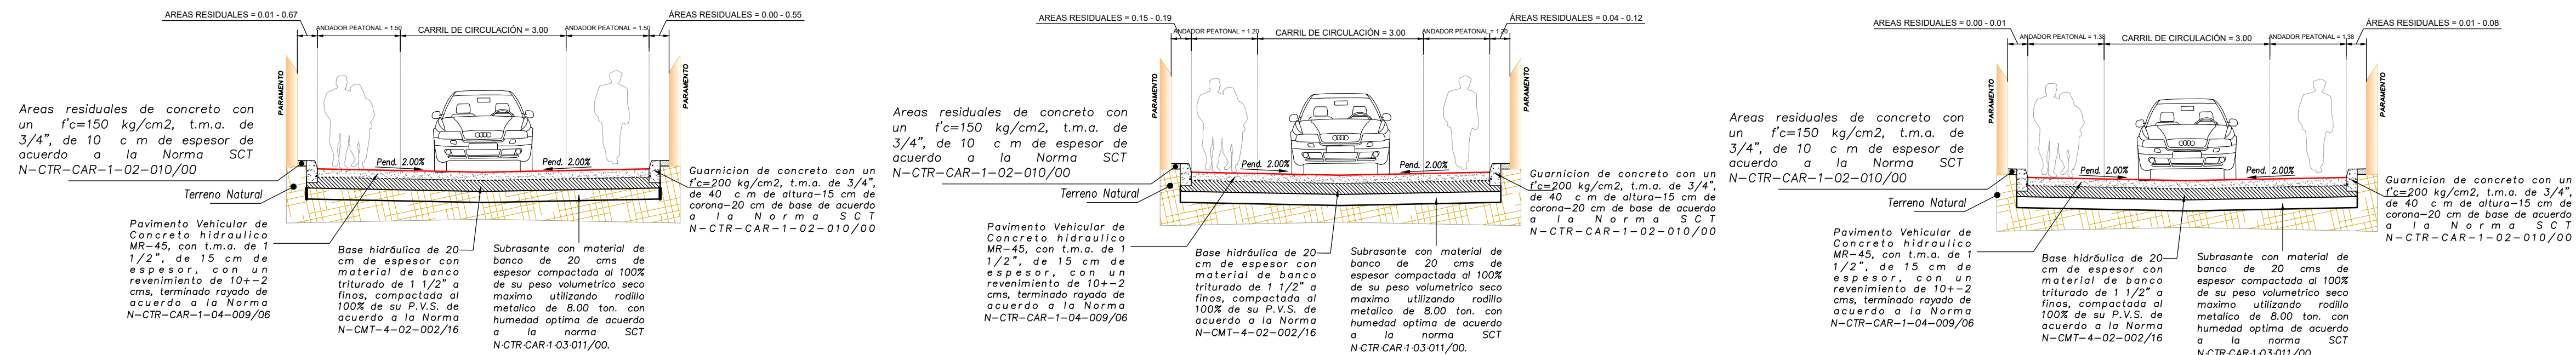 AREAS RESIDUALES = 0.01 - 0.67
ÁREAS RESIDUALES = 0.00 - 0.55
ANDADOR PEATONAL = 1.50
CARRIL DE CIRCULACIÓN = 3.00
ANDADOR PEATONAL = 1.50
PARAMENTO
PARAMENTO
Areas residuales de concreto con
un f'c=150 kg/cm2, t.m.a. de
3/4", de 10 c m de espesor de
acuerdo a la Norma SCT
N-CTR-CAR-1-02-010/00
Pend. 2.00%
Pend. 2.00%
Terreno Natural
Guarnicion de concreto con un
f'c=200 kg/cm2, t.m.a. de 3/4",
de 40 c m de altura-15 cm de
corona-20 cm de base de acuerdo
a la Norma SCT
N-CTR-CAR-1-02-010/00
Pavimento Vehicular de
Concreto hidraulico
MR-45, con t.m.a. de 1
1/2", de 15 cm de
espesor, con un
revenimiento de 10+-2
cms, terminado rayado de
acuerdo a la Norma
N-CTR-CAR-1-04-009/06
Base hidráulica de 20
cm de espesor con
material de banco
triturado de 1 1/2" a
finos, compactada al
100% de su P.V.S. de
acuerdo a la Norma
N-CMT-4-02-002/16
Subrasante con material de
banco de 20 cms de
espesor compactada al 100%
de su peso volumetrico seco
maximo utilizando rodillo
metalico de 8.00 ton. con
humedad optima de acuerdo
a la norma SCT
N-CTR-CAR-1-03-011/00.
AREAS RESIDUALES = 0.15 - 0.19
ÁREAS RESIDUALES = 0.04 - 0.12
ANDADOR PEATONAL = 1.20
CARRIL DE CIRCULACIÓN = 3.00
ANDADOR PEATONAL = 1.20
PARAMENTO
PARAMENTO
Areas residuales de concreto con
un f'c=150 kg/cm2, t.m.a. de
3/4", de 10 c m de espesor de
acuerdo a la Norma SCT
N-CTR-CAR-1-02-010/00
Pend. 2.00%
Pend. 2.00%
Terreno Natural
Guarnicion de concreto con un
f'c=200 kg/cm2, t.m.a. de 3/4",
de 40 c m de altura-15 cm de
corona-20 cm de base de acuerdo
a la Norma SCT
N-CTR-CAR-1-02-010/00
Pavimento Vehicular de
Concreto hidraulico
MR-45, con t.m.a. de 1
1/2", de 15 cm de
espesor, con un
revenimiento de 10+-2
cms, terminado rayado de
acuerdo a la Norma
N-CTR-CAR-1-04-009/06
Base hidráulica de 20
cm de espesor con
material de banco
triturado de 1 1/2" a
finos, compactada al
100% de su P.V.S. de
acuerdo a la Norma
N-CMT-4-02-002/16
Subrasante con material de
banco de 20 cms de
espesor compactada al 100%
de su peso volumetrico seco
maximo utilizando rodillo
metalico de 8.00 ton. con
humedad optima de acuerdo
a la norma SCT
N-CTR-CAR-1-03-011/00.
AREAS RESIDUALES = 0.00 - 0.01
ÁREAS RESIDUALES = 0.01 - 0.08
ANDADOR PEATONAL = 1.38
CARRIL DE CIRCULACIÓN = 3.00
ANDADOR PEATONAL = 1.38
PARAMENTO
PARAMENTO
Areas residuales de concreto con
un f'c=150 kg/cm2, t.m.a. de
3/4", de 10 c m de espesor de
acuerdo a la Norma SCT
N-CTR-CAR-1-02-010/00
Pend. 2.00%
Pend. 2.00%
Terreno Natural
Guarnicion de concreto con un
f'c=200 kg/cm2, t.m.a. de 3/4",
de 40 c m de altura-15 cm de
corona-20 cm de base de acuerdo
a la Norma SCT
N-CTR-CAR-1-02-010/00
Pavimento Vehicular de
Concreto hidraulico
MR-45, con t.m.a. de 1
1/2", de 15 cm de
espesor, con un
revenimiento de 10+-2
cms, terminado rayado de
acuerdo a la Norma
N-CTR-CAR-1-04-009/06
Base hidráulica de 20
cm de espesor con
material de banco
triturado de 1 1/2" a
finos, compactada al
100% de su P.V.S. de
acuerdo a la Norma
N-CMT-4-02-002/16
Subrasante con material de
banco de 20 cms de
espesor compactada al 100%
de su peso volumetrico seco
maximo utilizando rodillo
metalico de 8.00 ton. con
humedad optima de acuerdo
a la norma SCT
N-CTR-CAR-1-03-011/00.